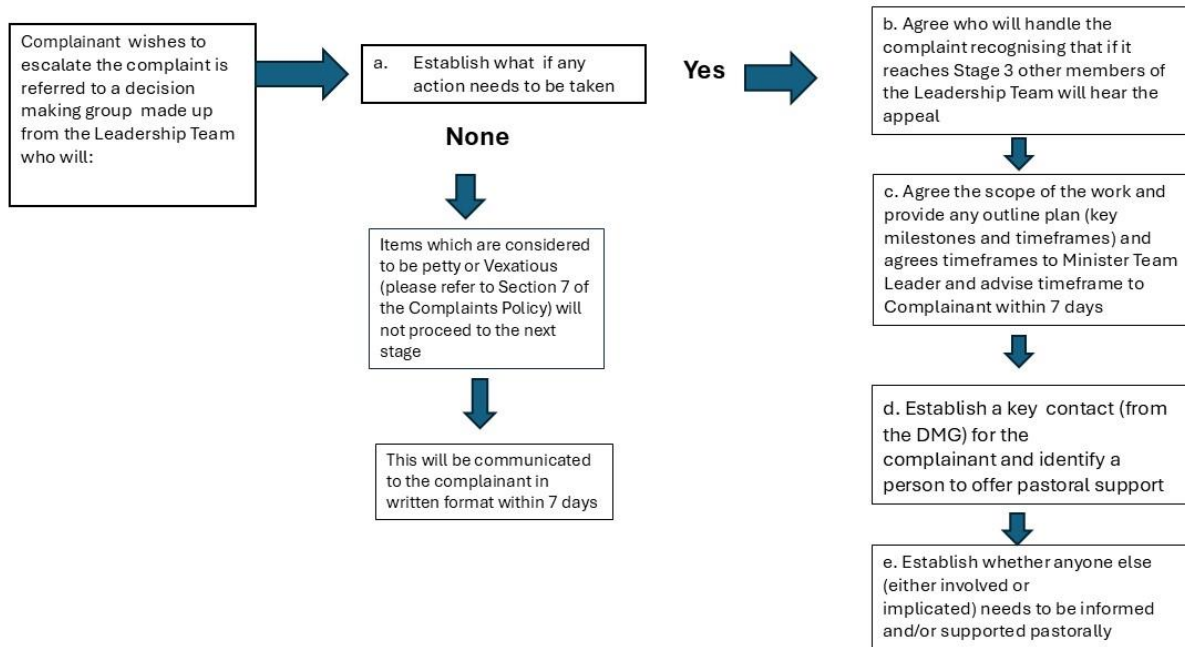 Complainant wishes to
escalate the complaint is
referred to a decision
making group made up
from the Leadership Team
who will:
a. Establish what if any
action needs to be taken
Yes
None
Items which are considered
to be petty or Vexatious
(please refer to Section 7 of
the Complaints Policy) will
not proceed to the next
stage
This will be communicated
to the complainant in
written format within 7 days
b. Agree who will handle the
complaint recognising that if it
reaches Stage 3 other members of
the Leadership Team will hear the
appeal
c. Agree the scope of the work and
provide any outline plan (key
milestones and timeframes) and
agrees timeframes to Minister Team
Leader and advise timeframe to
Complainant within 7 days
d. Establish a key contact (from
the DMG) for the
complainant and identify a
person to offer pastoral support
e. Establish whether anyone else
(either involved or
implicated) needs to be informed
and/or supported pastorally